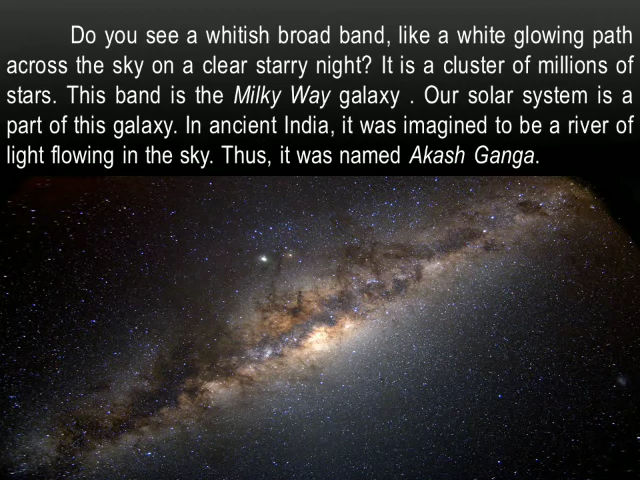 Do you see a whitish broad band, like a white glowing path
across the sky on a clear starry night? It is a cluster of millions of
stars. This band is the Milky Way galaxy . Our solar system is a
part of this galaxy. In ancient India, it was imagined to be a river of
light flowing in the sky. Thus, it was named Akash Ganga.